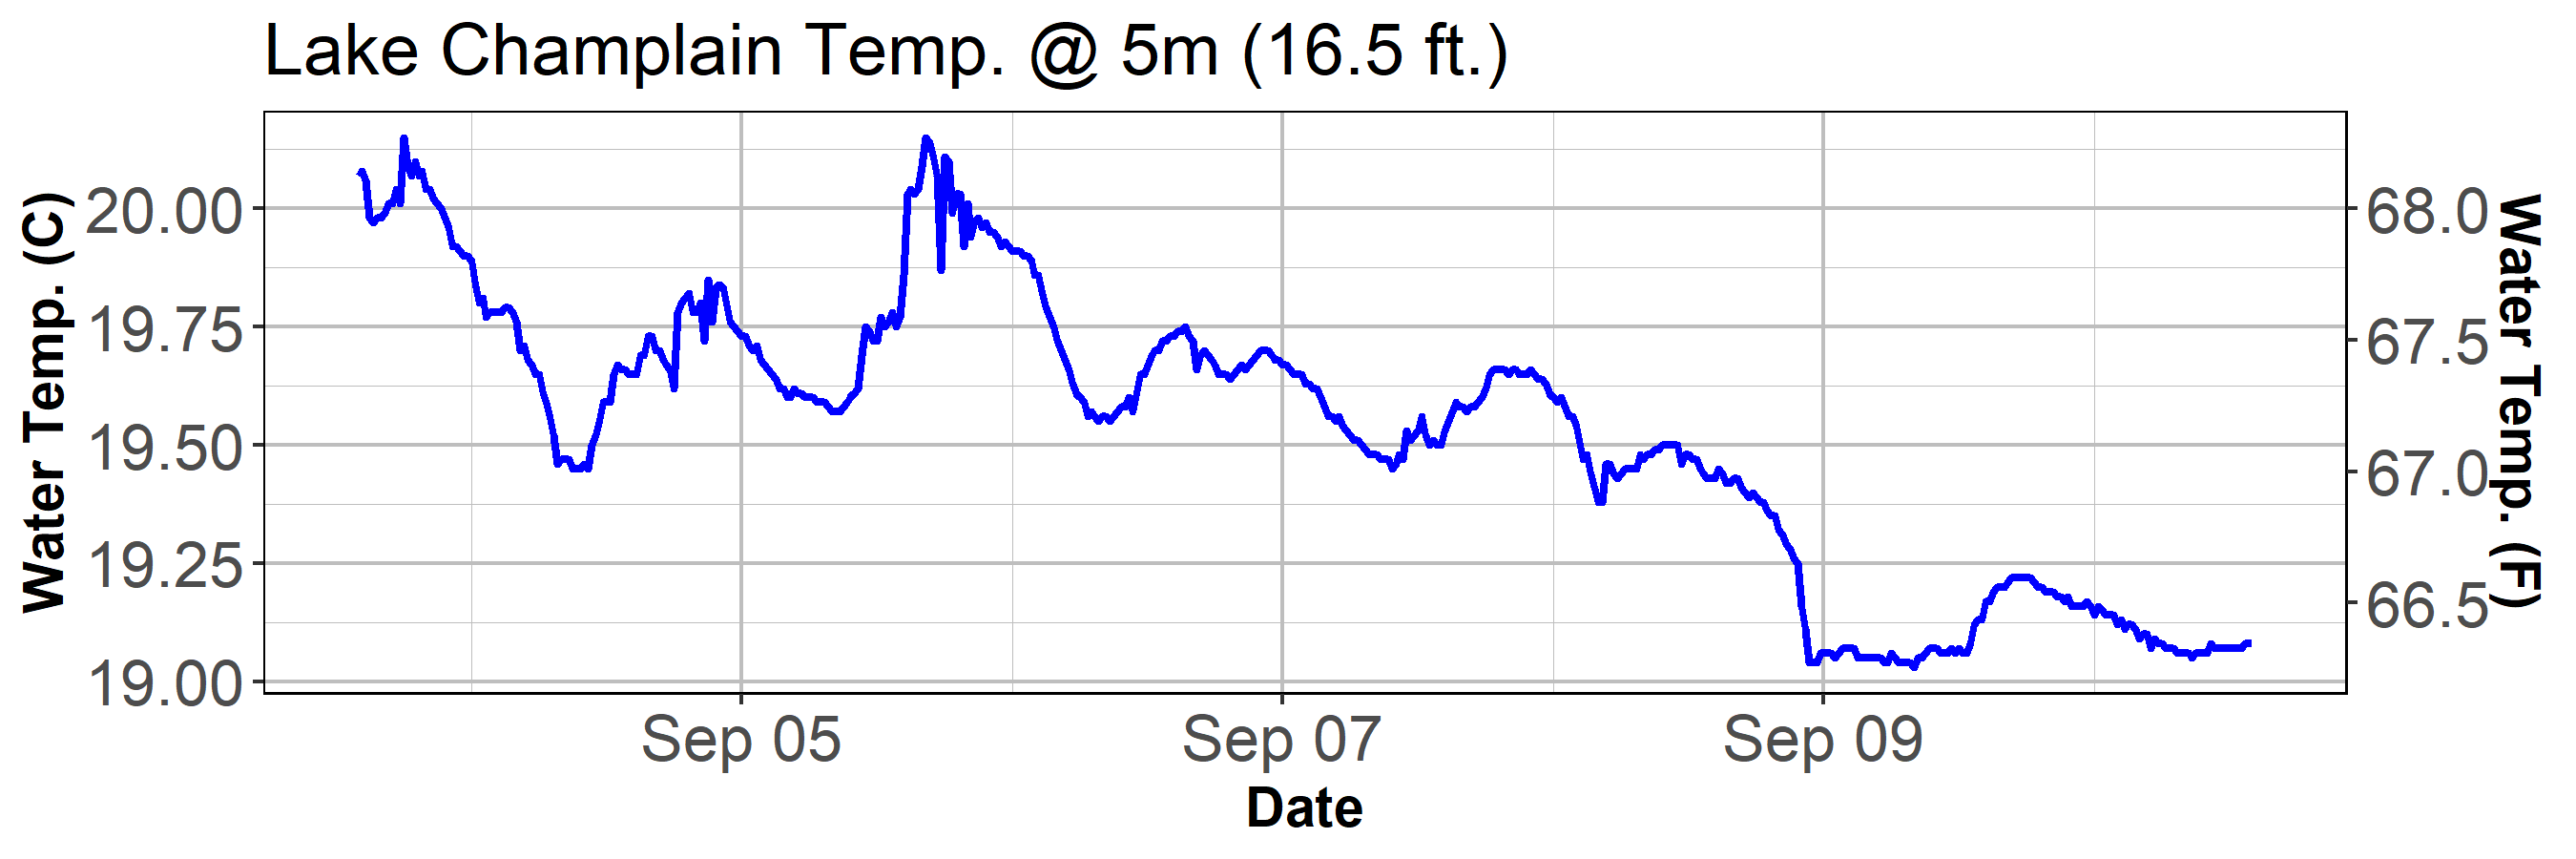 Lake Champlain Temp. @ 5m (16.5 ft.)
Water Temp. (C)
20.00
19.75
19.50
19.25
19.00
68.0
67.5
67.0
66.5
Water Temp. (F)
Sep 05 Sep 07 Sep 09
Date